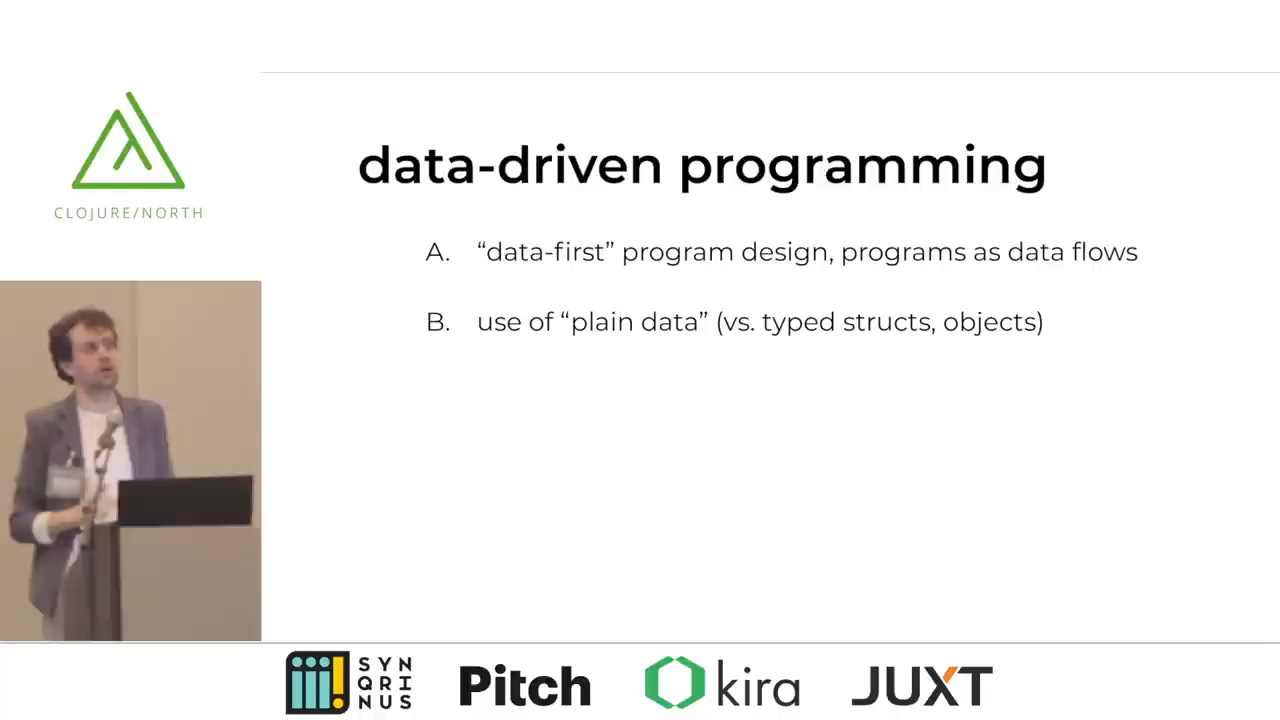 CLOJURE/NORTH
data-driven programming
A. “data-first” program design, programs as data flows
B. use of “plain data” (vs. typed structs, objects)
SYN
QRI
NUS
Pitch
kira
JUXT